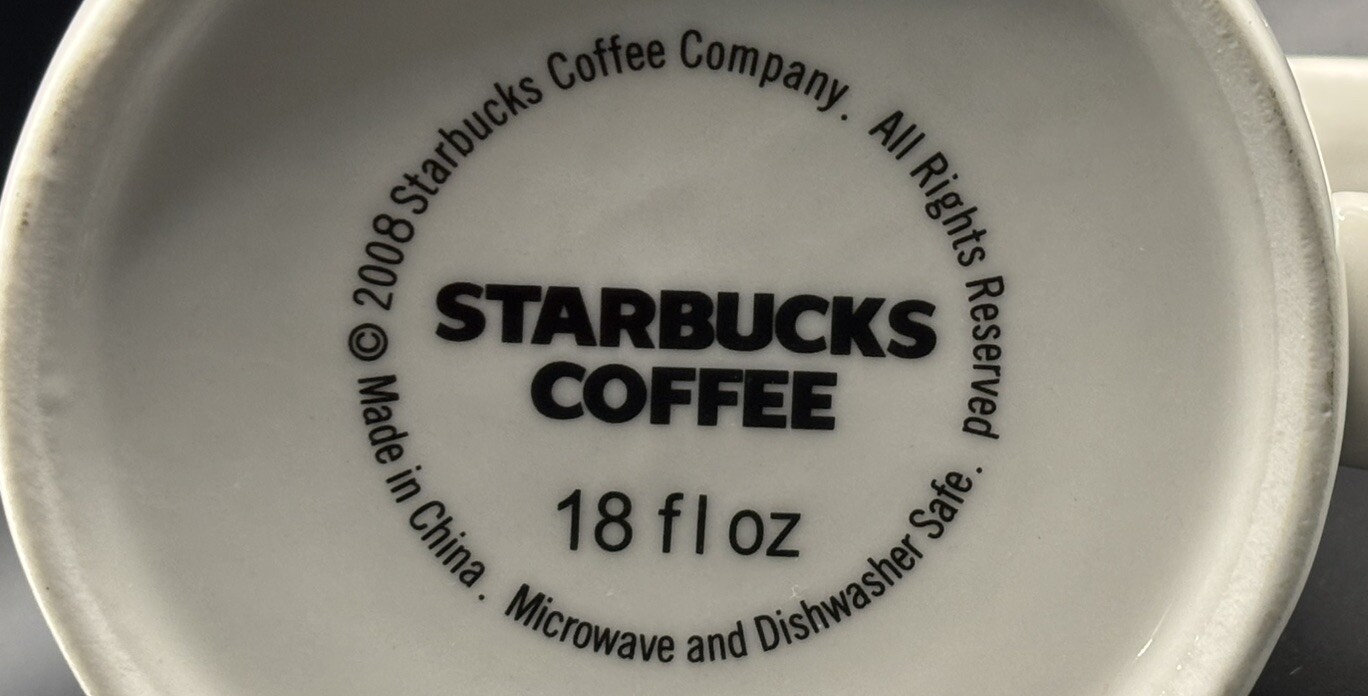 © 2008 Starbucks Coffee Company. All Rights Reserved
STARBUCKS
COFFEE
18 fl oz
Made in China. Microwave and Dishwasher Safe.